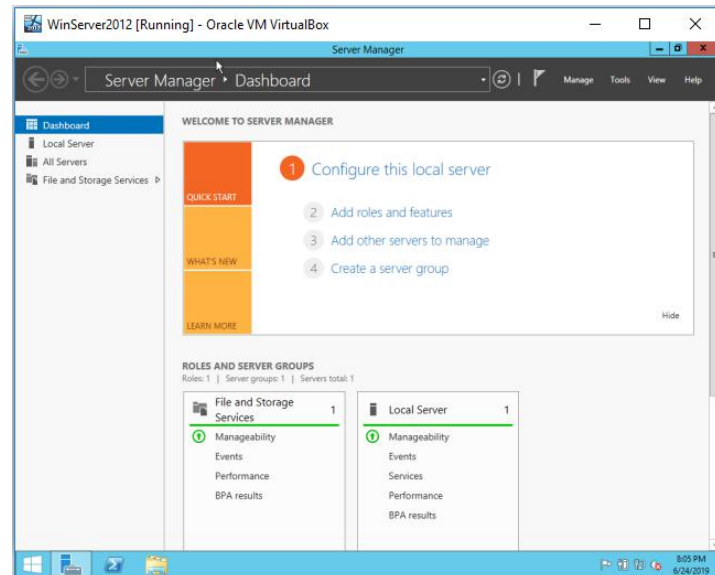 WinServer2012 [Running] - Oracle VM VirtualBox
Server Manager
Server Manager • Dashboard
Manage Tools View Help
Dashboard
Local Server
All Servers
File and Storage Services
WELCOME TO SERVER MANAGER
QUICK START
WHAT'S NEW
LEARN MORE
1 Configure this local server
2 Add roles and features
3 Add other servers to manage
4 Create a server group
Hide
ROLES AND SERVER GROUPS
Roles: 1 | Server groups: 1 | Servers total: 1
File and Storage
Services
1
Manageability
Events
Performance
BPA results
Local Server 1
Manageability
Events
Services
Performance
BPA results
8:05 PM
6/24/2019